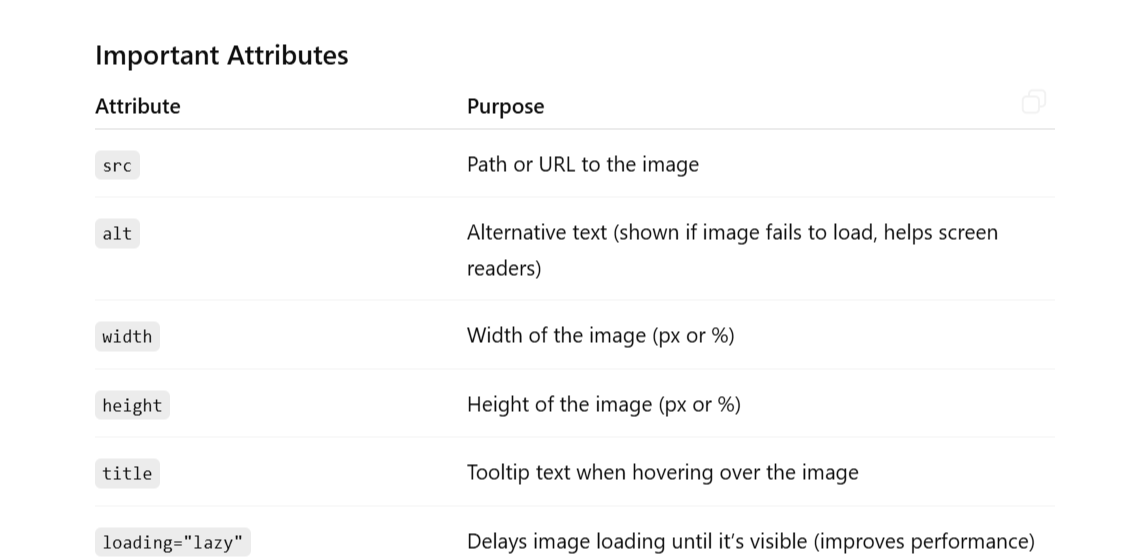 Important Attributes
Attribute Purpose
src Path or URL to the image
alt Alternative text (shown if image fails to load, helps screen
readers)
width Width of the image (px or %)
height Height of the image (px or %)
title Tooltip text when hovering over the image
loading="lazy" Delays image loading until it’s visible (improves performance)